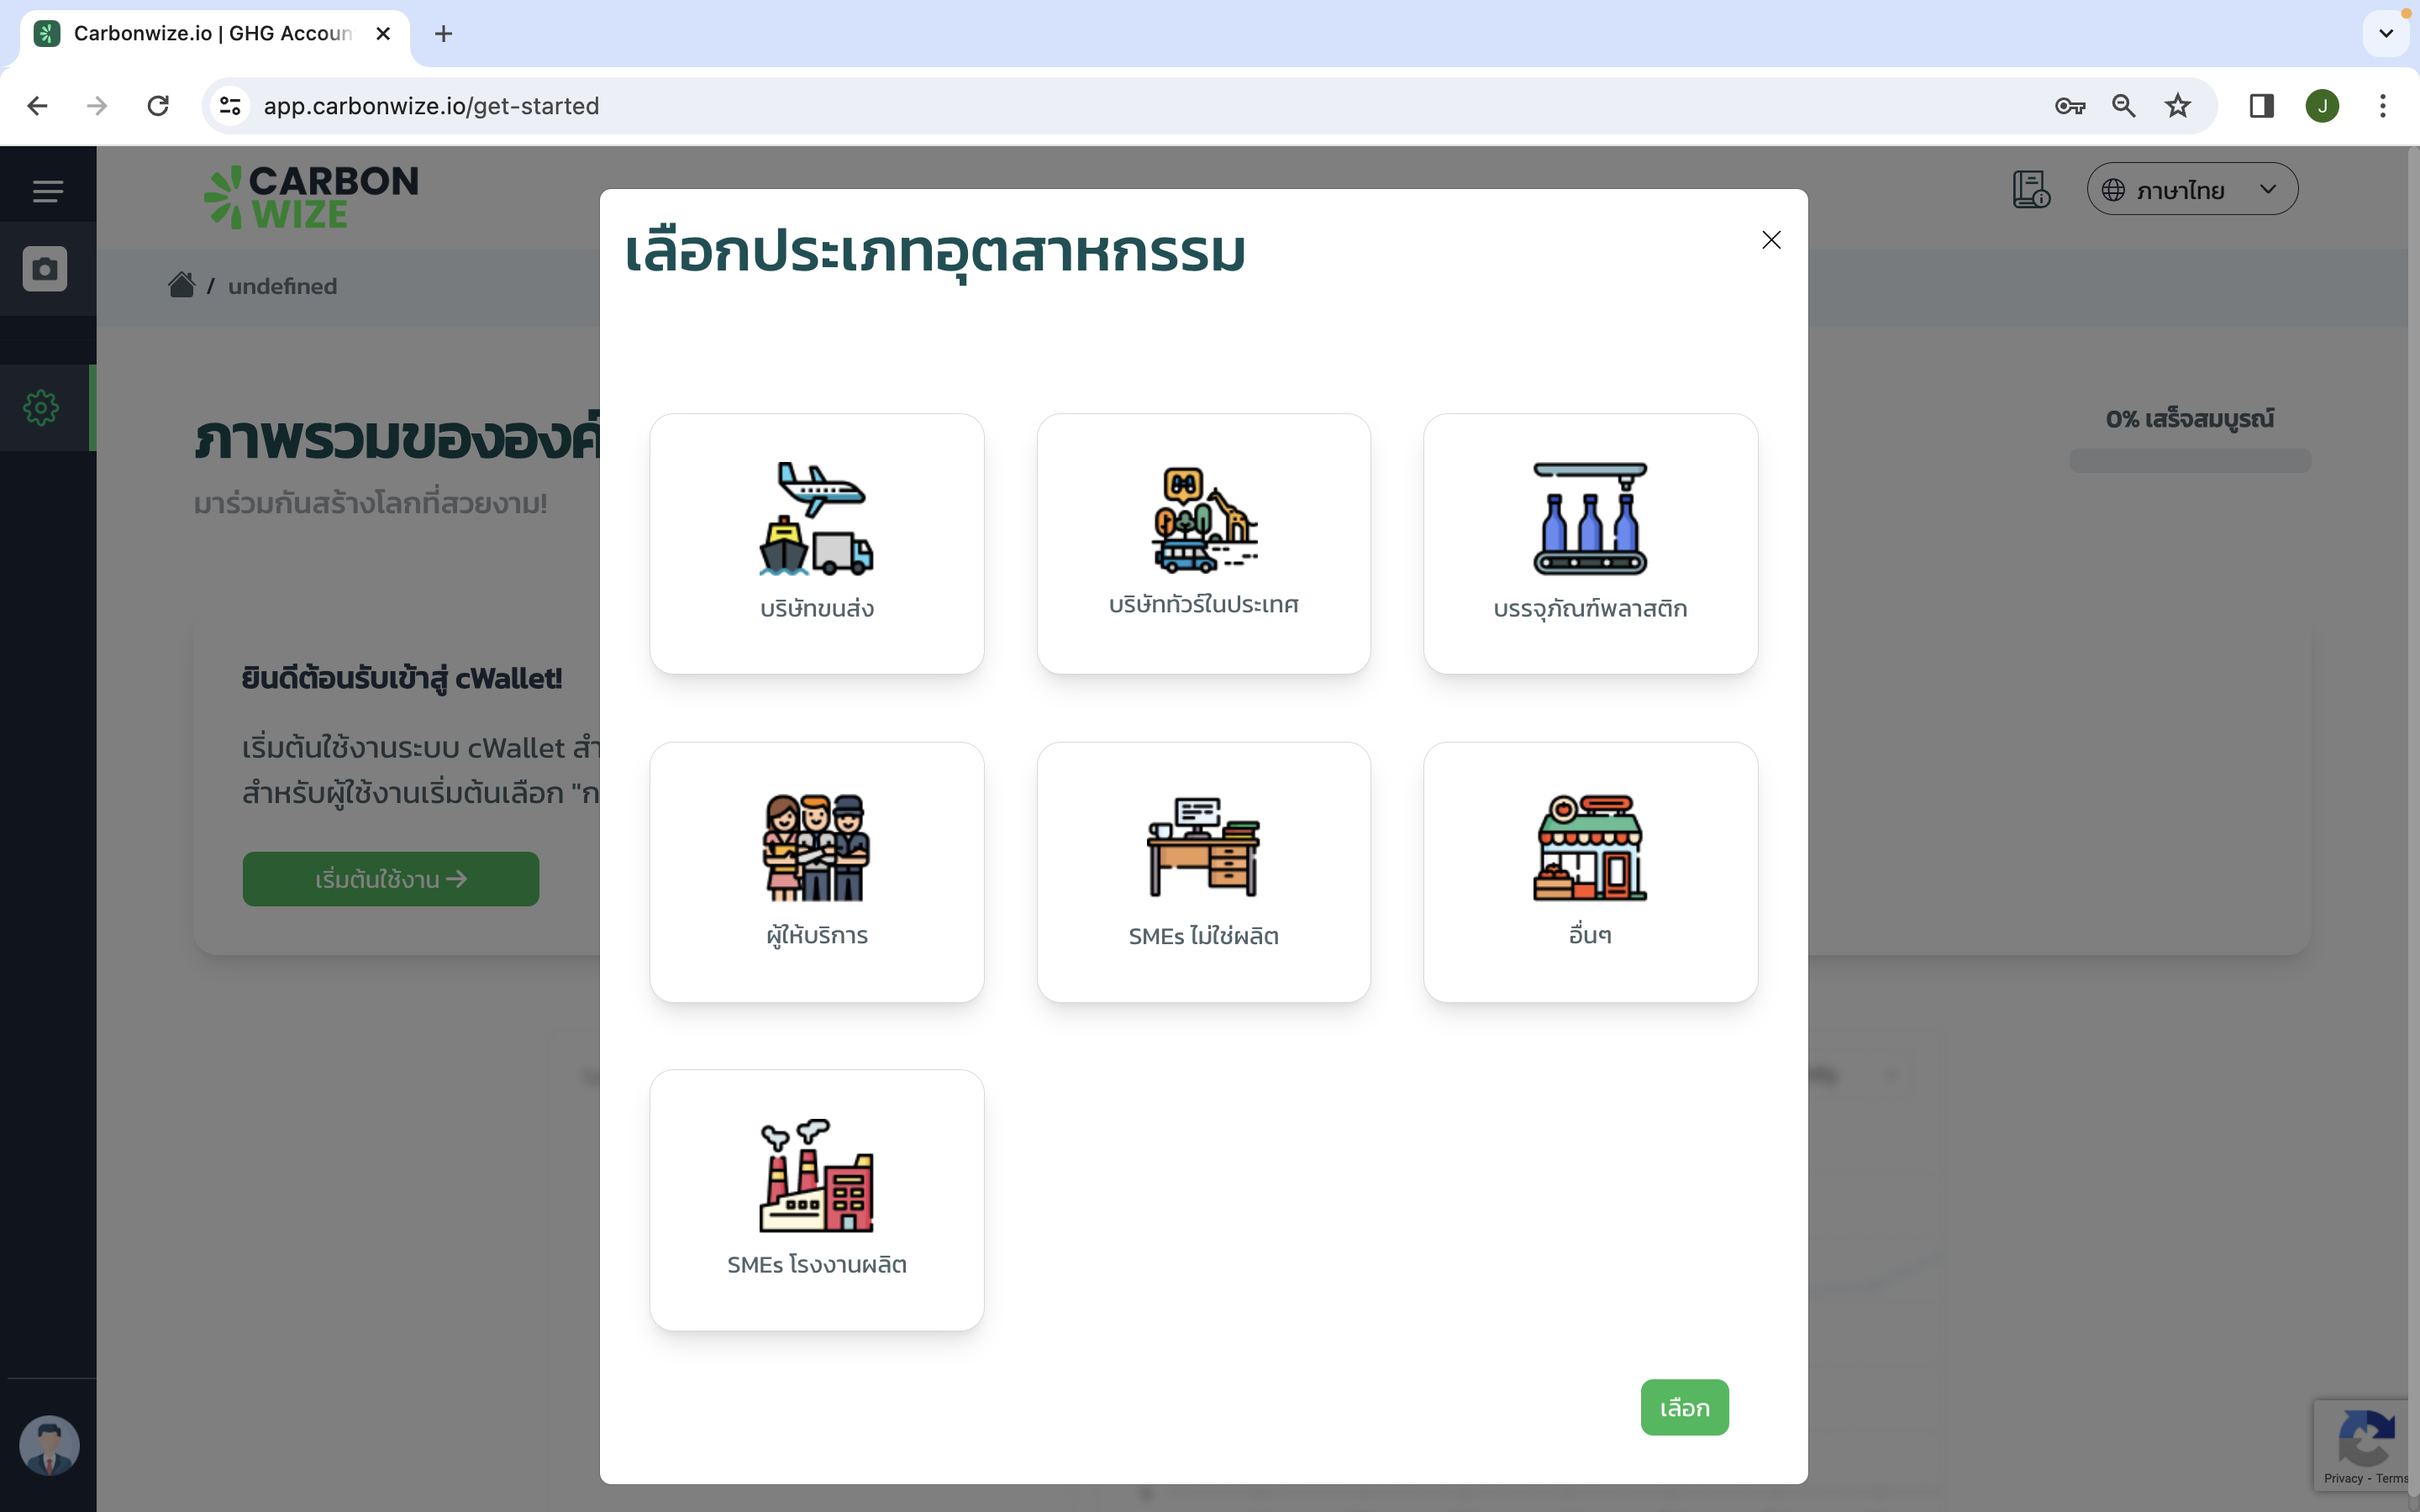 Carbonwize.io | GHG Accoun
app.carbonwize.io/get-started
J
CARBON
WIZE
ภาษาไทย
/ undefined
เลือกประเภทอุตสาหกรรม
ภาพรวมขององค์
มาร่วมกันสร้างโลกที่สวยงาม!
0% เสร็จสมบูรณ์
บริษัทขนส่ง
บริษัททัวร์ในประเทศ
บรรจุภัณฑ์พลาสติก
ยินดีต้อนรับเข้าสู่ cWallet!
เริ่มต้นใช้งานระบบ cWallet สำ
สำหรับผู้ใช้งานเริ่มต้นเลือก "ก
เริ่มต้นใช้งาน
ผู้ให้บริการ
SMEs ไม่ใช่ผลิต
อื่นๆ
SMEs โรงงานผลิต
เลือก
Privacy - Terms